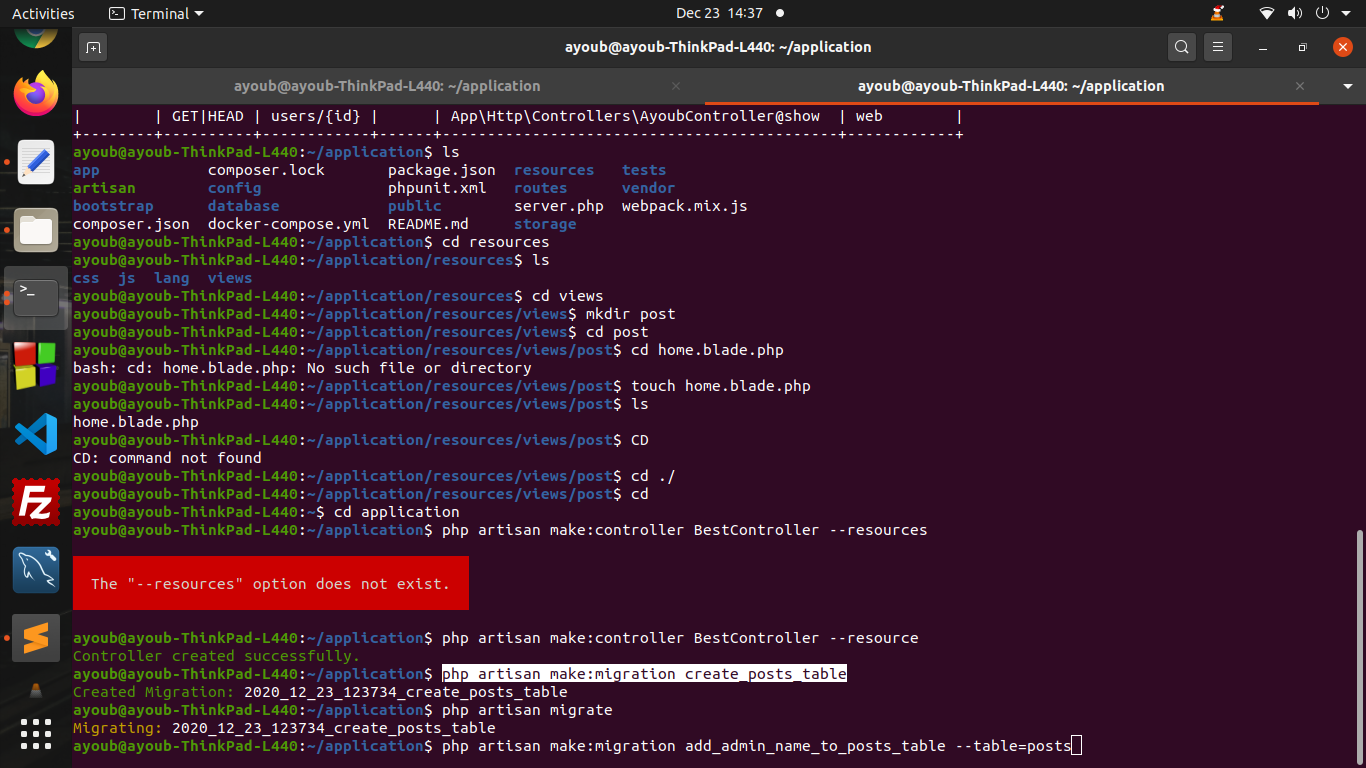 Activities Terminal Dec 23 14:37
ayoub@ayoub-ThinkPad-L440: ~/application
ayoub@ayoub-ThinkPad-L440: ~/application ayoub@ayoub-ThinkPad-L440: ~/application
|        | GET|HEAD | users/{id} |      | App\Http\Controllers\AyoubController@show  | web        |
+--------+----------+------------+------+--------------------------------------------+------------+
ayoub@ayoub-ThinkPad-L440:~/application$ ls
app            composer.lock       package.json  resources   tests
artisan        config              phpunit.xml   routes      vendor
bootstrap      database            public        server.php  webpack.mix.js
composer.json  docker-compose.yml  README.md     storage
ayoub@ayoub-ThinkPad-L440:~/application$ cd resources
ayoub@ayoub-ThinkPad-L440:~/application/resources$ ls
css  js  lang  views
ayoub@ayoub-ThinkPad-L440:~/application/resources$ cd views
ayoub@ayoub-ThinkPad-L440:~/application/resources/views$ mkdir post
ayoub@ayoub-ThinkPad-L440:~/application/resources/views$ cd post
ayoub@ayoub-ThinkPad-L440:~/application/resources/views/post$ cd home.blade.php
bash: cd: home.blade.php: No such file or directory
ayoub@ayoub-ThinkPad-L440:~/application/resources/views/post$ touch home.blade.php
ayoub@ayoub-ThinkPad-L440:~/application/resources/views/post$ ls
home.blade.php
ayoub@ayoub-ThinkPad-L440:~/application/resources/views/post$ CD
CD: command not found
ayoub@ayoub-ThinkPad-L440:~/application/resources/views/post$ cd ./
ayoub@ayoub-ThinkPad-L440:~/application/resources/views/post$ cd
ayoub@ayoub-ThinkPad-L440:~$ cd application
ayoub@ayoub-ThinkPad-L440:~/application$ php artisan make:controller BestController --resources
The "--resources" option does not exist.
ayoub@ayoub-ThinkPad-L440:~/application$ php artisan make:controller BestController --resource
Controller created successfully.
ayoub@ayoub-ThinkPad-L440:~/application$ php artisan make:migration create_posts_table
Created Migration: 2020_12_23_123734_create_posts_table
ayoub@ayoub-ThinkPad-L440:~/application$ php artisan migrate
Migrating: 2020_12_23_123734_create_posts_table
ayoub@ayoub-ThinkPad-L440:~/application$ php artisan make:migration add_admin_name_to_posts_table --table=posts